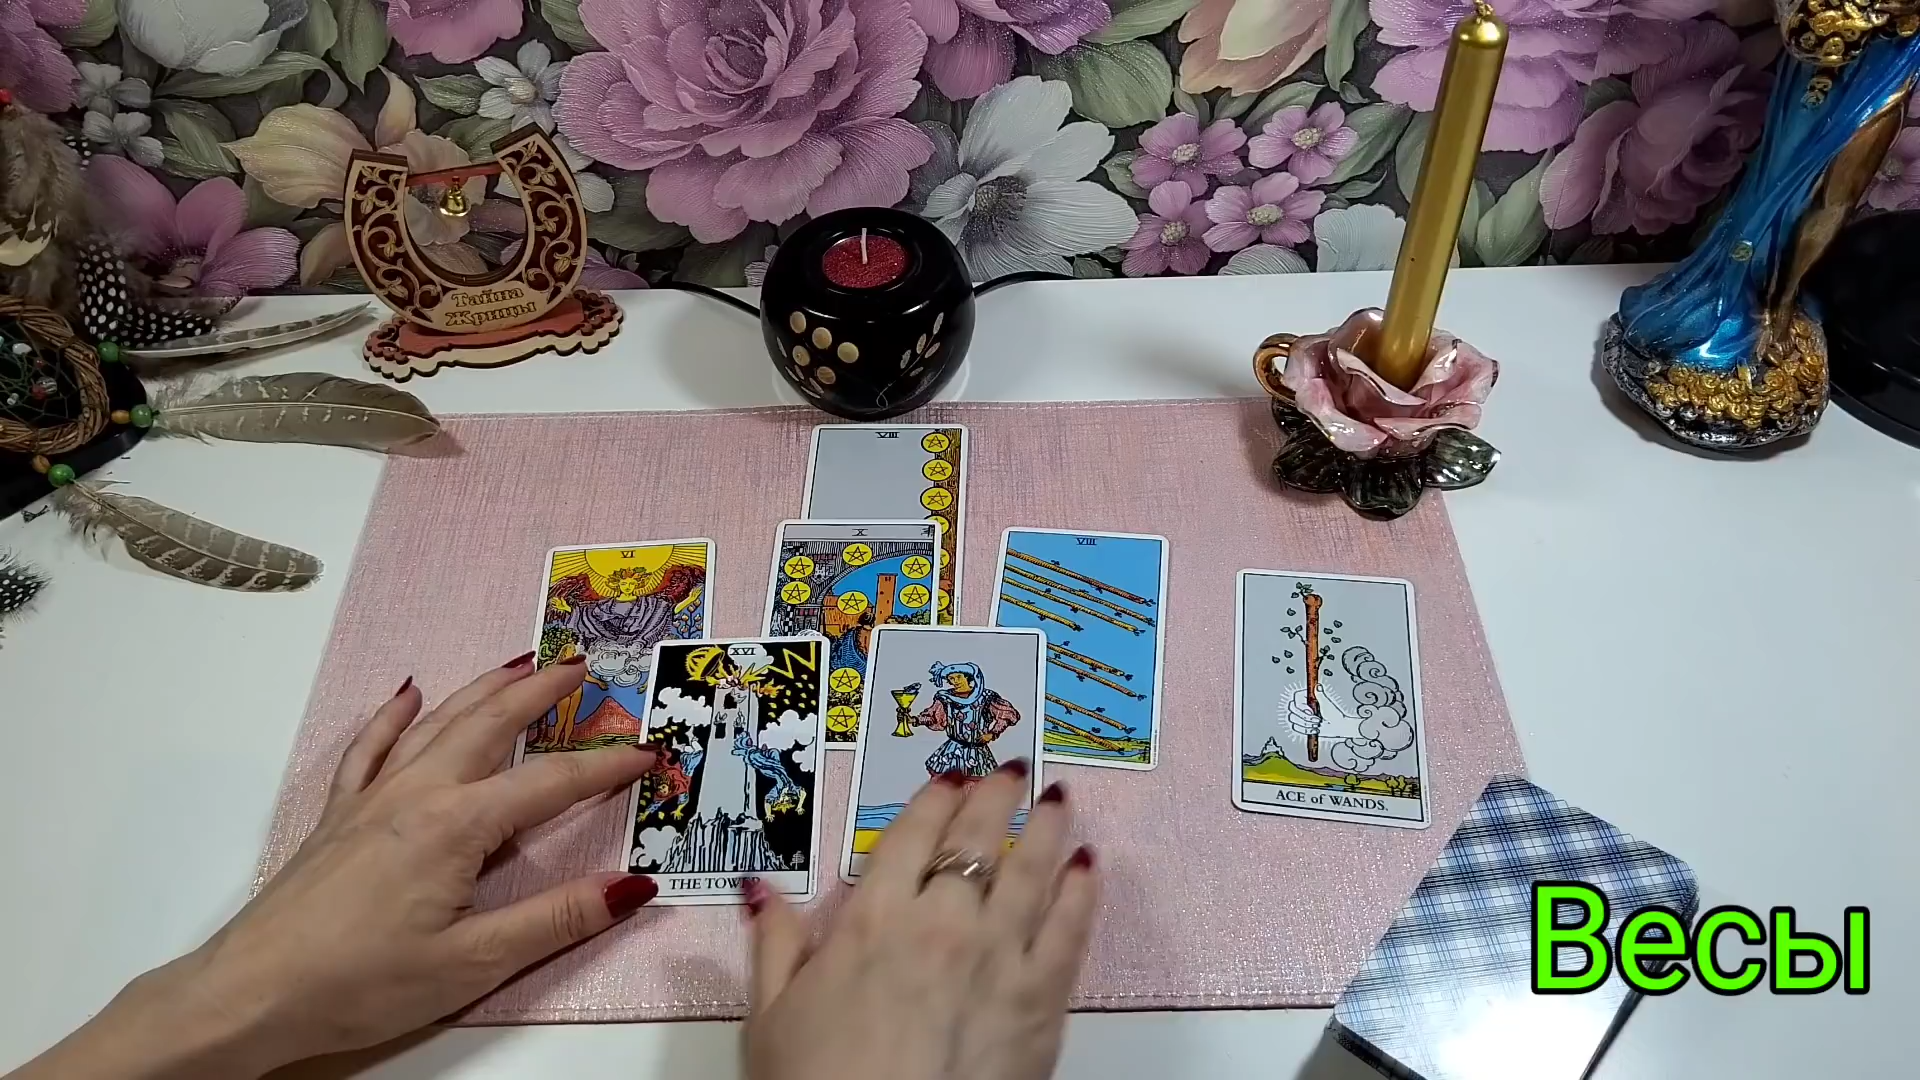 Тайна
Жрицы
VIII
X
VIII
VI
XVI
THE TOWER
ACE of WANDS.
Весы